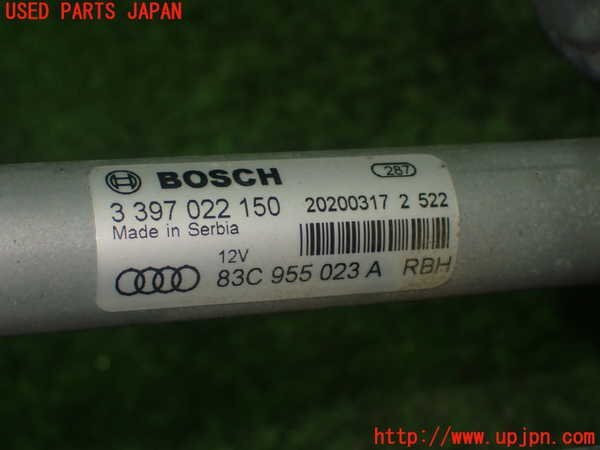 USED PARTS JAPAN
BOSCH
287
3 397 022 150
20200317 2 522
Made in Serbia
12V
83C 955 023 A RBH
http://www.upjpn.com/